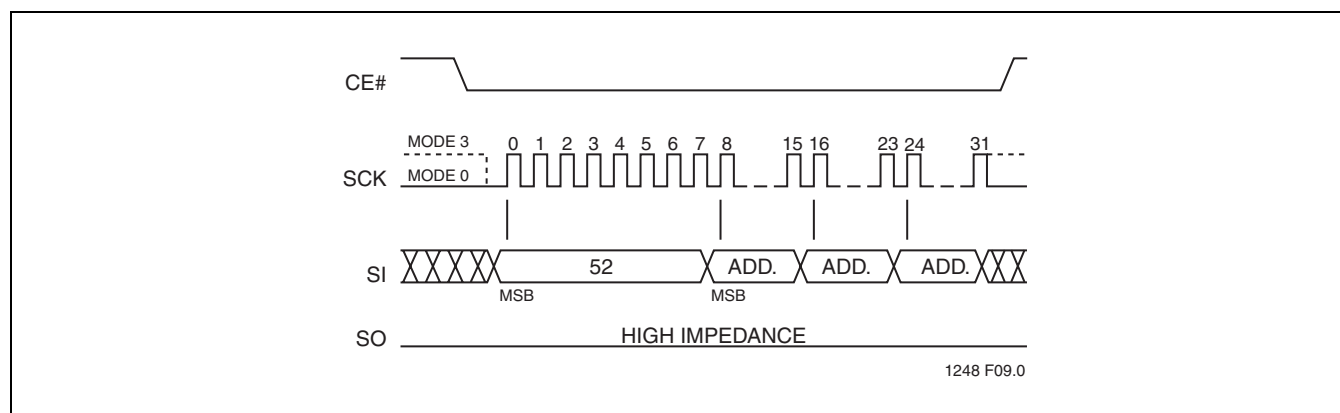 CE#
MODE 3 0 1 2 3 4 5 6 7 8 15 16 23 24 31
SCK MODE 0
SI 52 ADD. ADD. ADD.
MSB MSB
SO HIGH IMPEDANCE
1248 F09.0